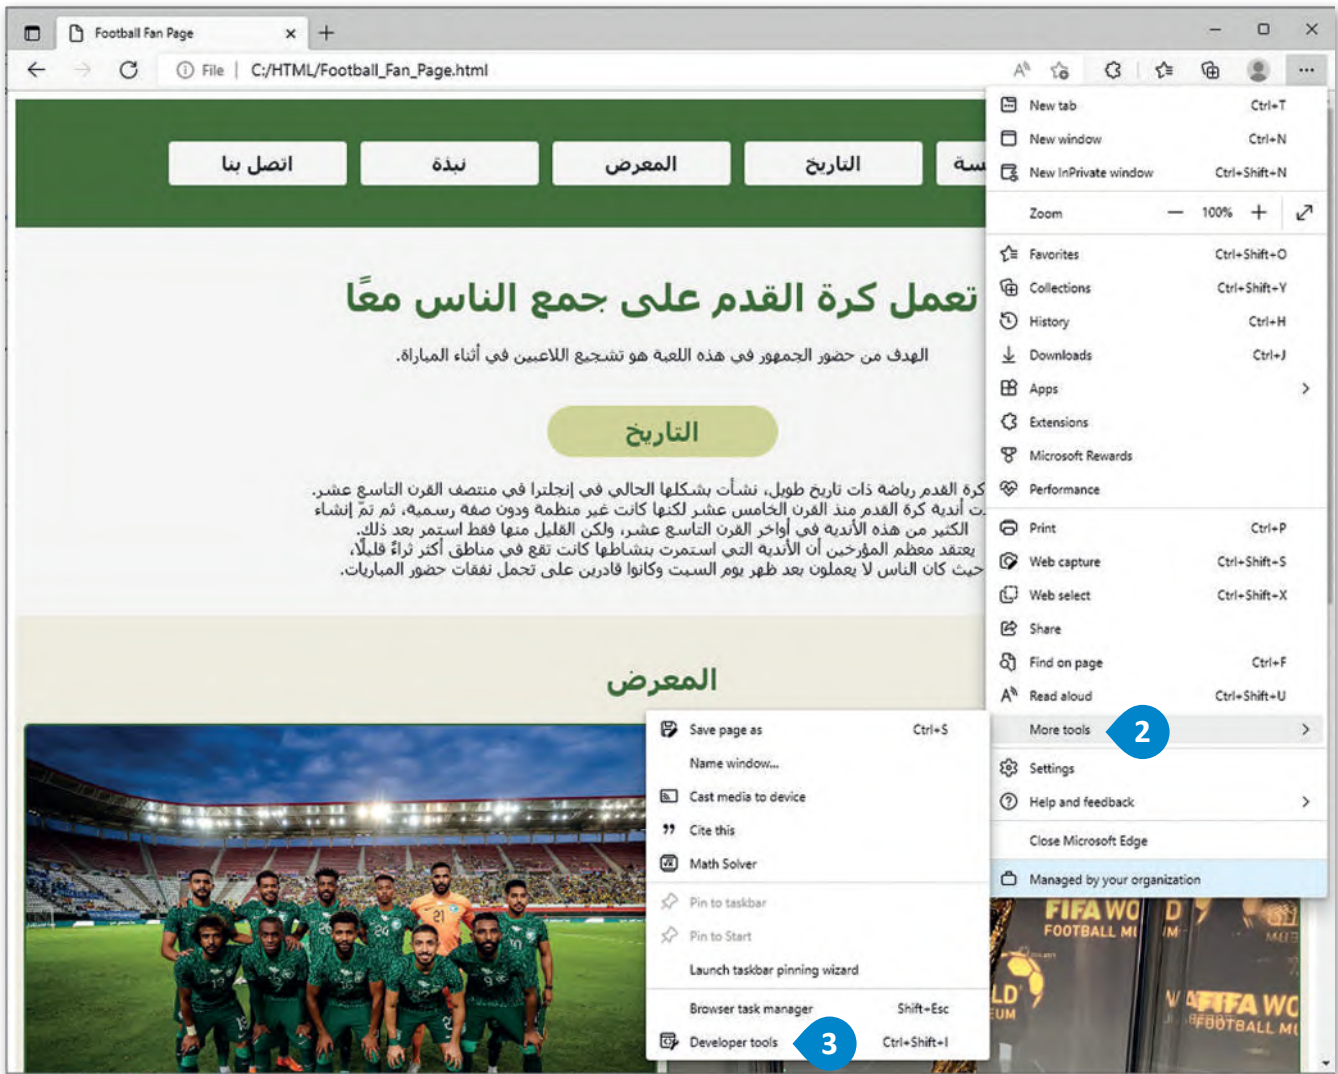 Football Fan Page
File
C:/HTML/Football_Fan_Page.html
التاريخ
المعرض
نبذة
اتصل بنا
تعمل كرة القدم على جمع الناس معًا
الهدف من حضور الجمهور في هذه اللعبة هو تشجيع اللاعبين في أثناء المباراة.
التاريخ
كرة القدم رياضة ذات تاريخ طويل، نشأت بشكلها الحالي في إنجلترا في منتصف القرن التاسع عشر.
أندية كرة القدم منذ القرن الخامس عشر لكنها كانت غير منظمة ودون صفة رسمية، ثم تمّ إنشاء
الكثير من هذه الأندية في أواخر القرن التاسع عشر، ولكن القليل منها فقط استمر بعد ذلك.
يعتقد معظم المؤرخين أن الأندية التي استمرت بنشاطها كانت تقع في مناطق أكثر ثراءً قليلًا،
حيث كان الناس لا يعملون بعد ظهر يوم السبت وكانوا قادرين على تحمل نفقات حضور المباريات.
المعرض
New tab Ctrl+T
New window Ctrl+N
New InPrivate window Ctrl+Shift+N
Zoom — 100% +
Favorites Ctrl+Shift+O
Collections Ctrl+Shift+Y
History Ctrl+H
Downloads Ctrl+J
Apps
Extensions
Microsoft Rewards
Performance
Print Ctrl+P
Web capture Ctrl+Shift+S
Web select Ctrl+Shift+X
Share
Find on page Ctrl+F
Read aloud Ctrl+Shift+U
More tools 2
Settings
Help and feedback
Close Microsoft Edge
Managed by your organization
Save page as Ctrl+S
Name window...
Cast media to device
Cite this
Math Solver
Pin to taskbar
Pin to Start
Launch taskbar pinning wizard
Browser task manager Shift+Esc
Developer tools 3 Ctrl+Shift+I
21
24
FIFA
FOOTBALL
FIFA
FOOTBALL